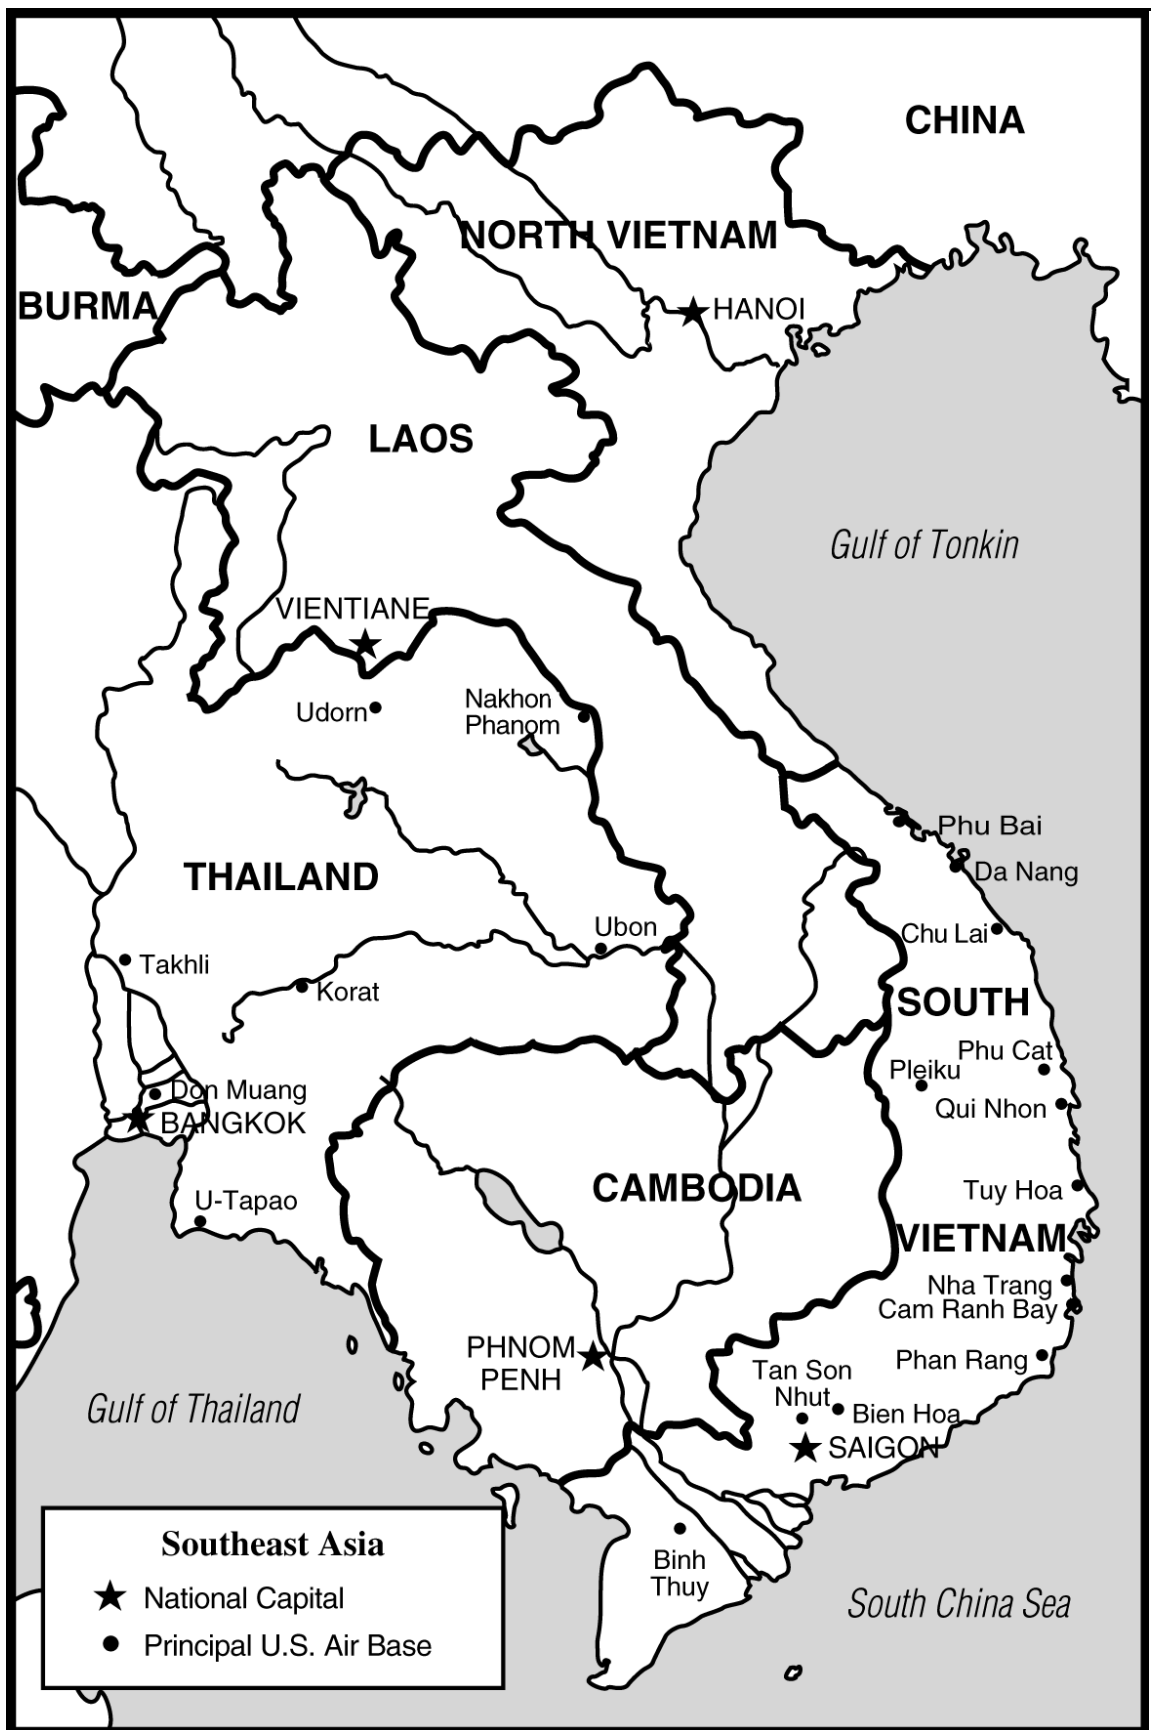 CHINA
NORTH VIETNAM
BURMA
HANOI
LAOS
Gulf of Tonkin
VIENTIANE
Udorn
Nakhon
Phanom
Phu Bai
THAILAND
Da Nang
Ubon
Chu Lai
Takhli
Korat
SOUTH
Phu Cat
Pleiku
Don Muang
Qui Nhon
BANGKOK
CAMBODIA
Tuy Hoa
U-Tapao
VIETNAM
Nha Trang
Cam Ranh Bay
PHNOM
PENH
Phan Rang
Tan Son
Nhut
Gulf of Thailand
Bien Hoa
SAIGON
Southeast Asia
National Capital
Principal U.S. Air Base
Binh
Thuy
South China Sea